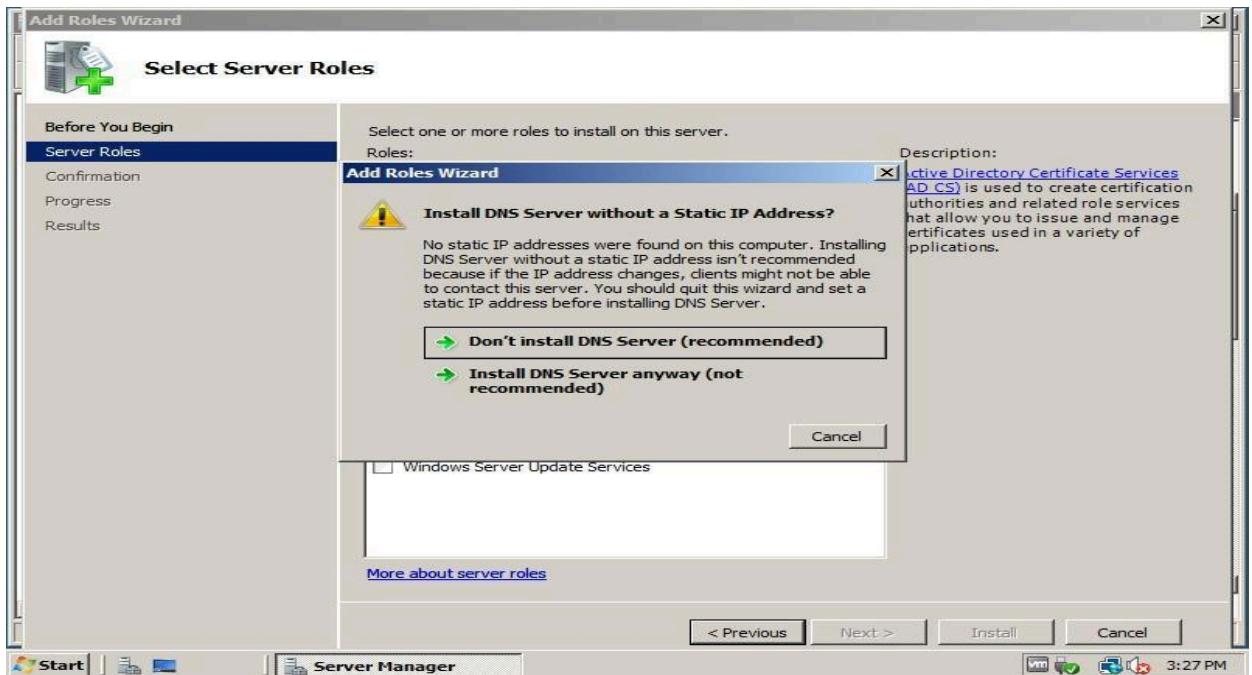 Add Roles Wizard
Select Server Roles
Before You Begin
Server Roles
Confirmation
Progress
Results
Select one or more roles to install on this server.
Roles:
Description:
Active Directory Certificate Services
(AD CS) is used to create certification
authorities and related role services
that allow you to issue and manage
certificates used in a variety of
applications.
Add Roles Wizard
Install DNS Server without a Static IP Address?
No static IP addresses were found on this computer. Installing
DNS Server without a static IP address isn't recommended
because if the IP address changes, clients might not be able
to contact this server. You should quit this wizard and set a
static IP address before installing DNS Server.
Don't install DNS Server (recommended)
Install DNS Server anyway (not
recommended)
Cancel
Windows Server Update Services
More about server roles
< Previous
Next >
Install
Cancel
Start
Server Manager
3:27 PM